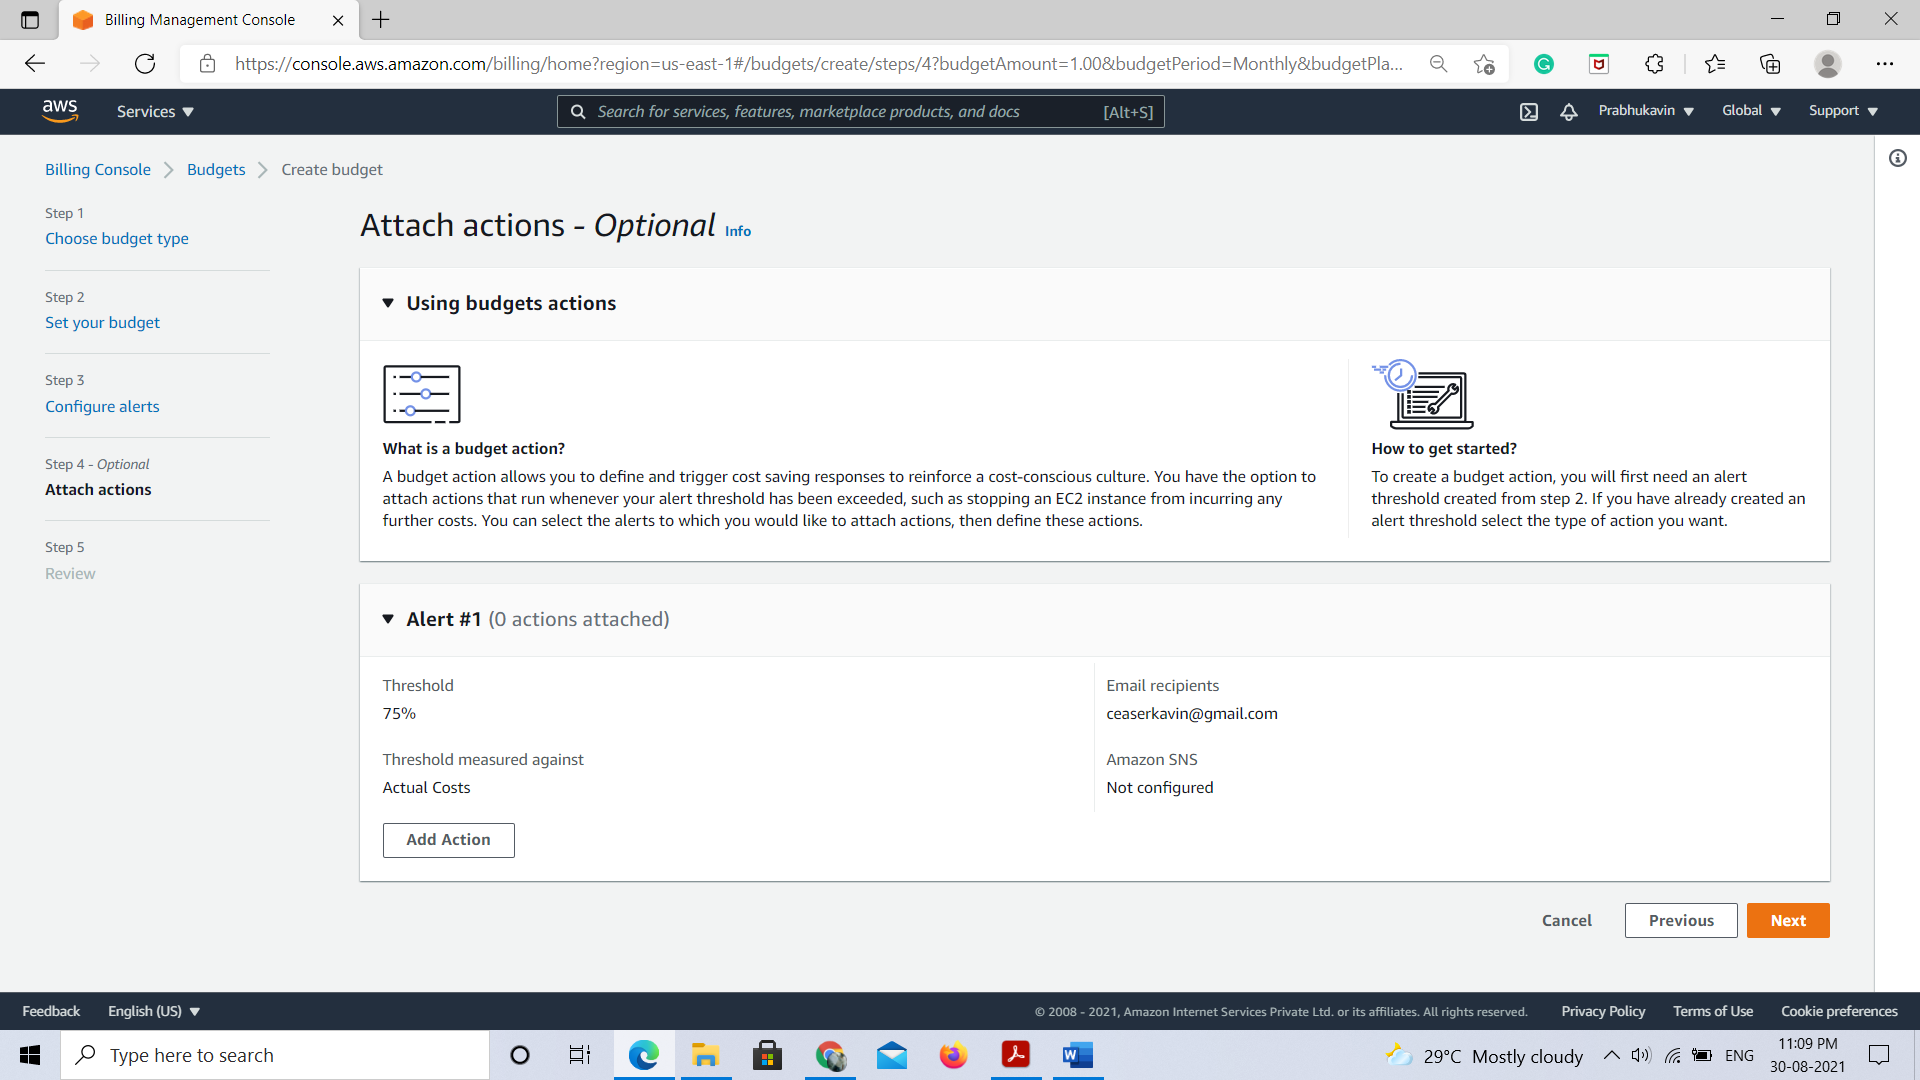 Billing Management Console
https://console.aws.amazon.com/billing/home?region=us-east-1#/budgets/create/steps/4?budgetAmount=1.00&budgetPeriod=Monthly&budgetPla...
aws
Services
Search for services, features, marketplace products, and docs [Alt+S]
Prabhukavin
Global
Support
Billing Console
Budgets
Create budget
Step 1
Choose budget type
Step 2
Set your budget
Step 3
Configure alerts
Step 4 - Optional
Attach actions
Step 5
Review
Attach actions - Optional Info
Using budgets actions
What is a budget action?
A budget action allows you to define and trigger cost saving responses to reinforce a cost-conscious culture. You have the option to
attach actions that run whenever your alert threshold has been exceeded, such as stopping an EC2 instance from incurring any
further costs. You can select the alerts to which you would like to attach actions, then define these actions.
How to get started?
To create a budget action, you will first need an alert
threshold created from step 2. If you have already created an
alert threshold select the type of action you want.
Alert #1 (0 actions attached)
Threshold
75%
Threshold measured against
Actual Costs
Email recipients
ceaserkavin@gmail.com
Amazon SNS
Not configured
Add Action
Cancel
Previous
Next
Feedback
English (US)
© 2008 - 2021, Amazon Internet Services Private Ltd. or its affiliates. All rights reserved.
Privacy Policy
Terms of Use
Cookie preferences
Type here to search
29°C Mostly cloudy
ENG
11:09 PM
30-08-2021